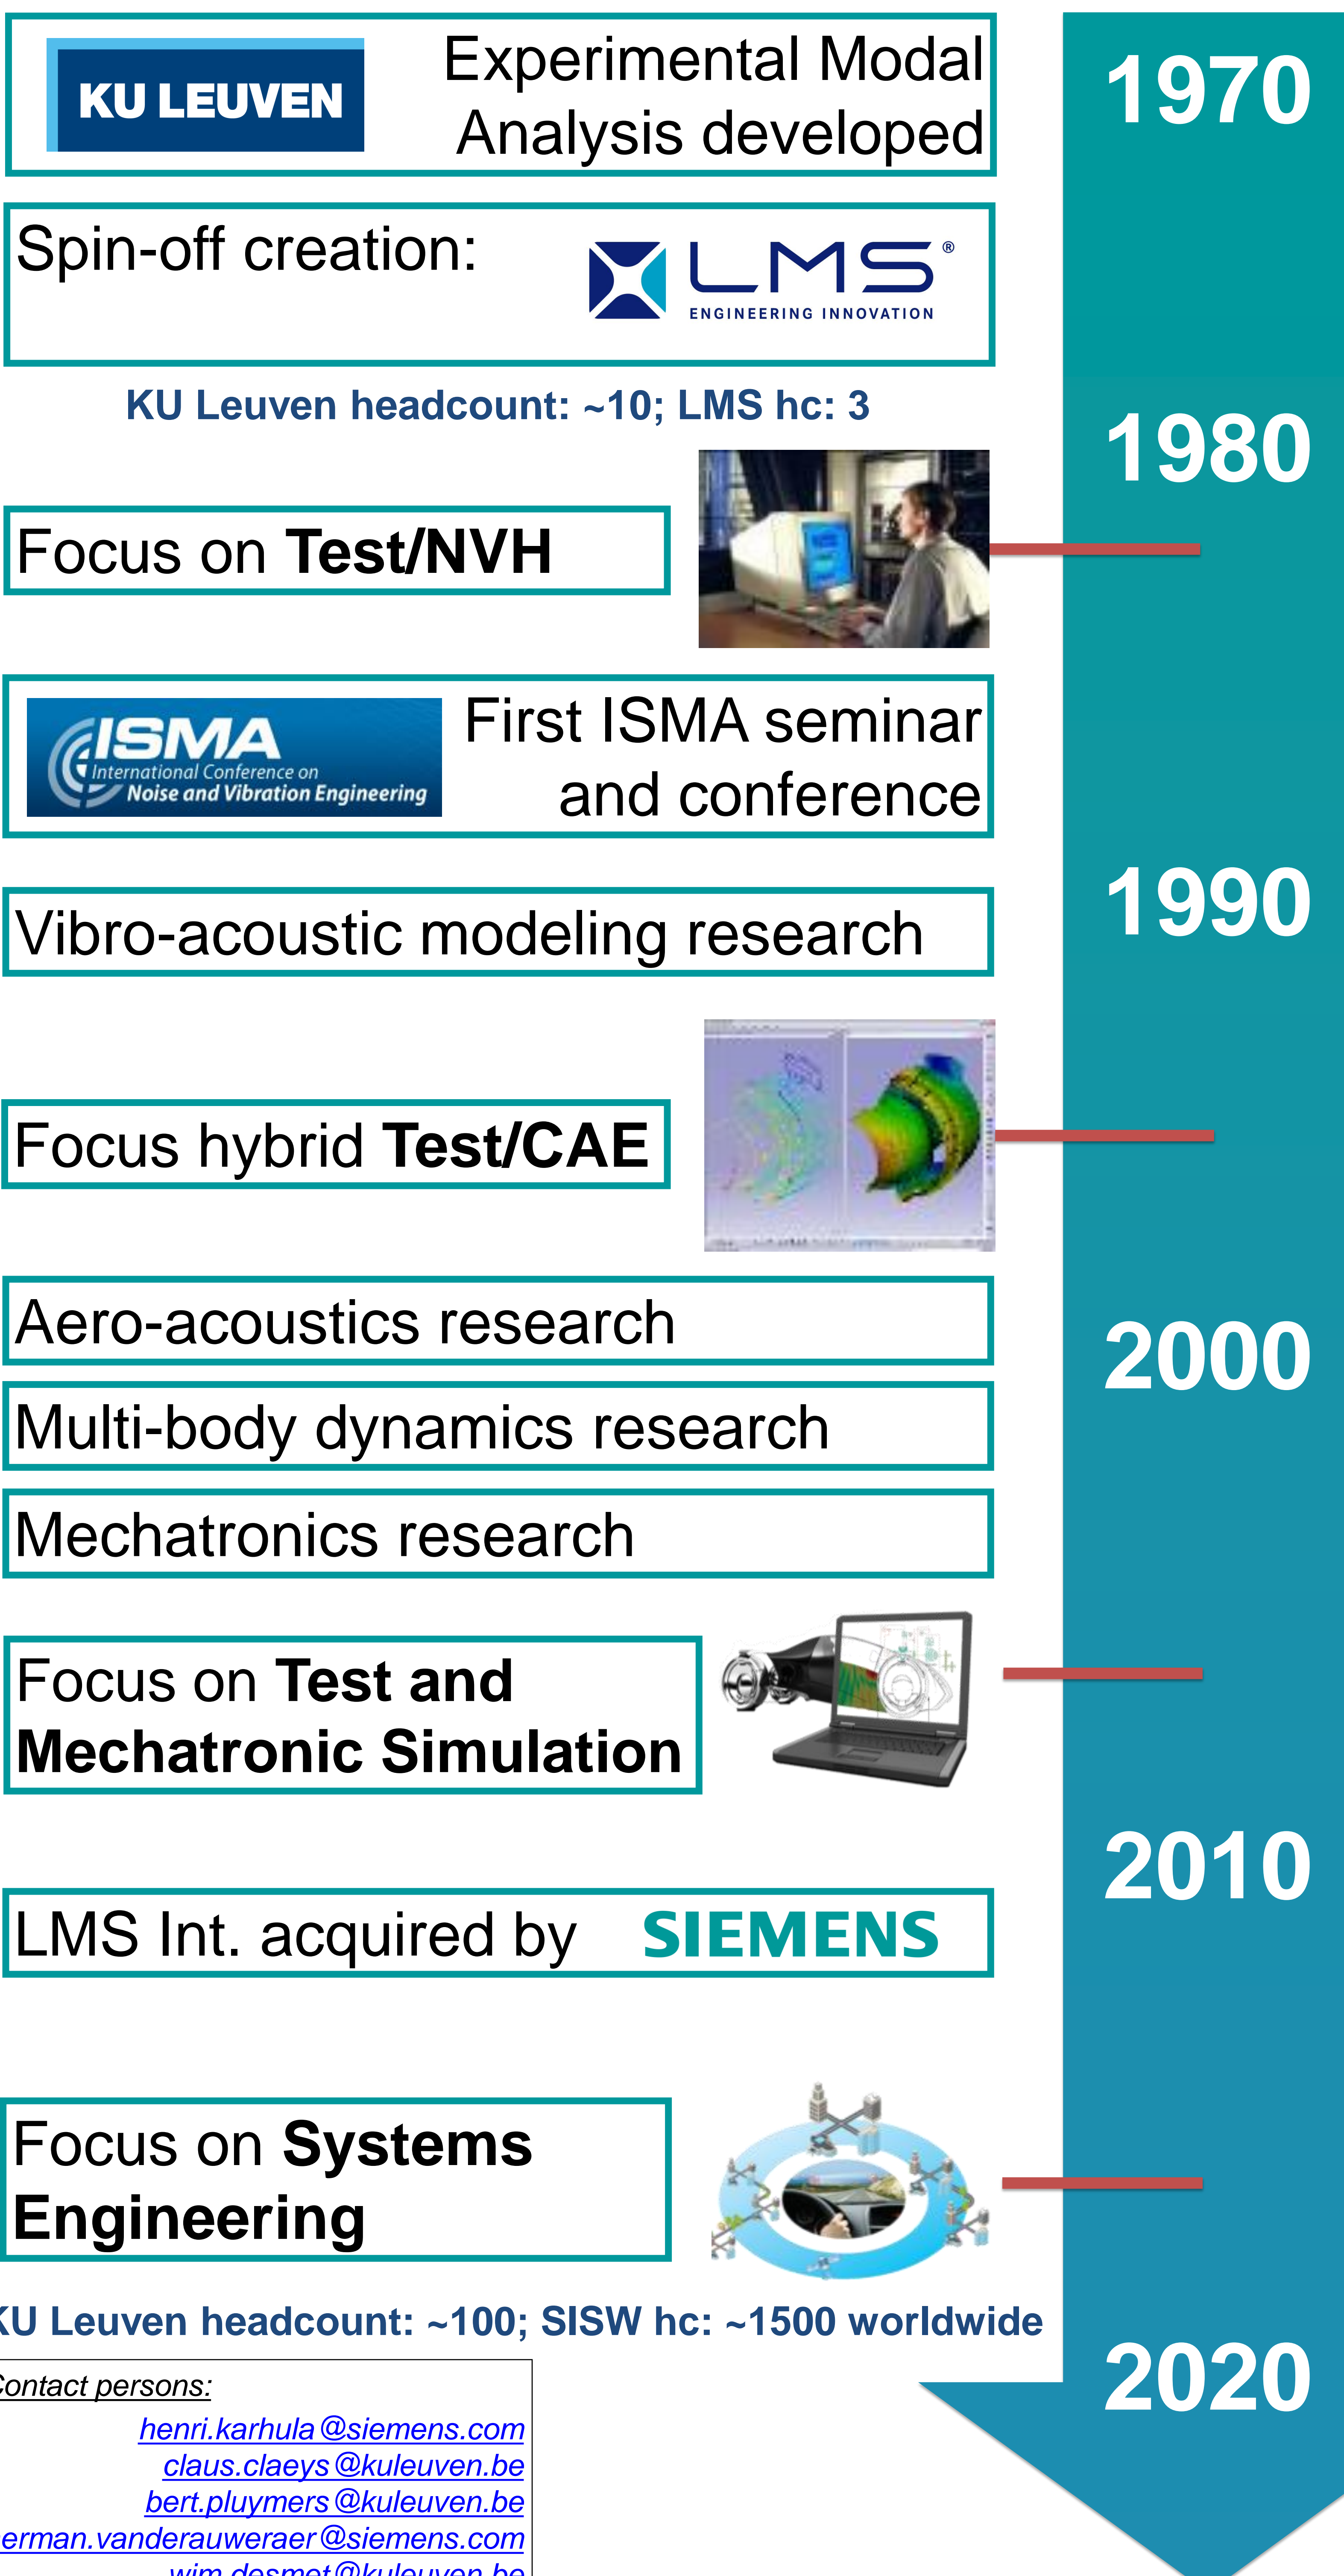 KU LEUVEN
Experimental Modal
Analysis developed
1970
Spin-off creation:
LMS®
ENGINEERING INNOVATION
KU Leuven headcount: ~10; LMS hc: 3
1980
Focus on Test/NVH
ISMA
International Conference on
Noise and Vibration Engineering
First ISMA seminar
and conference
1990
Vibro-acoustic modeling research
Focus hybrid Test/CAE
Aero-acoustics research
2000
Multi-body dynamics research
Mechatronics research
Focus on Test and
Mechatronic Simulation
2010
LMS Int. acquired by SIEMENS
Focus on Systems
Engineering
KU Leuven headcount: ~100; SISW hc: ~1500 worldwide
2020
Contact persons:
henri.karhula@siemens.com
claus.claeys@kuleuven.be
bert.pluymers@kuleuven.be
erman.vanderauweraer@siemens.com
wim.desmet@kuleuven.be